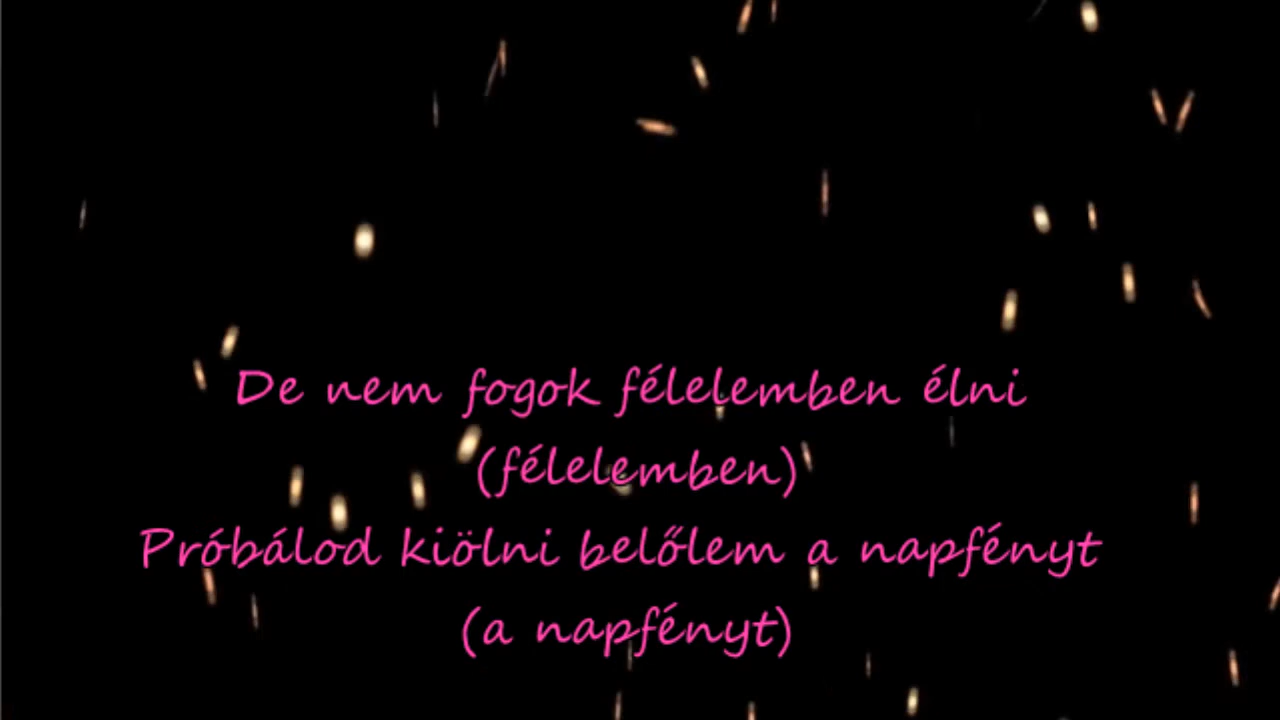 De nem fogok félelemben élni
(félelemben)
Próbálod kiölni belőlem a napfényt
(a napfényt)